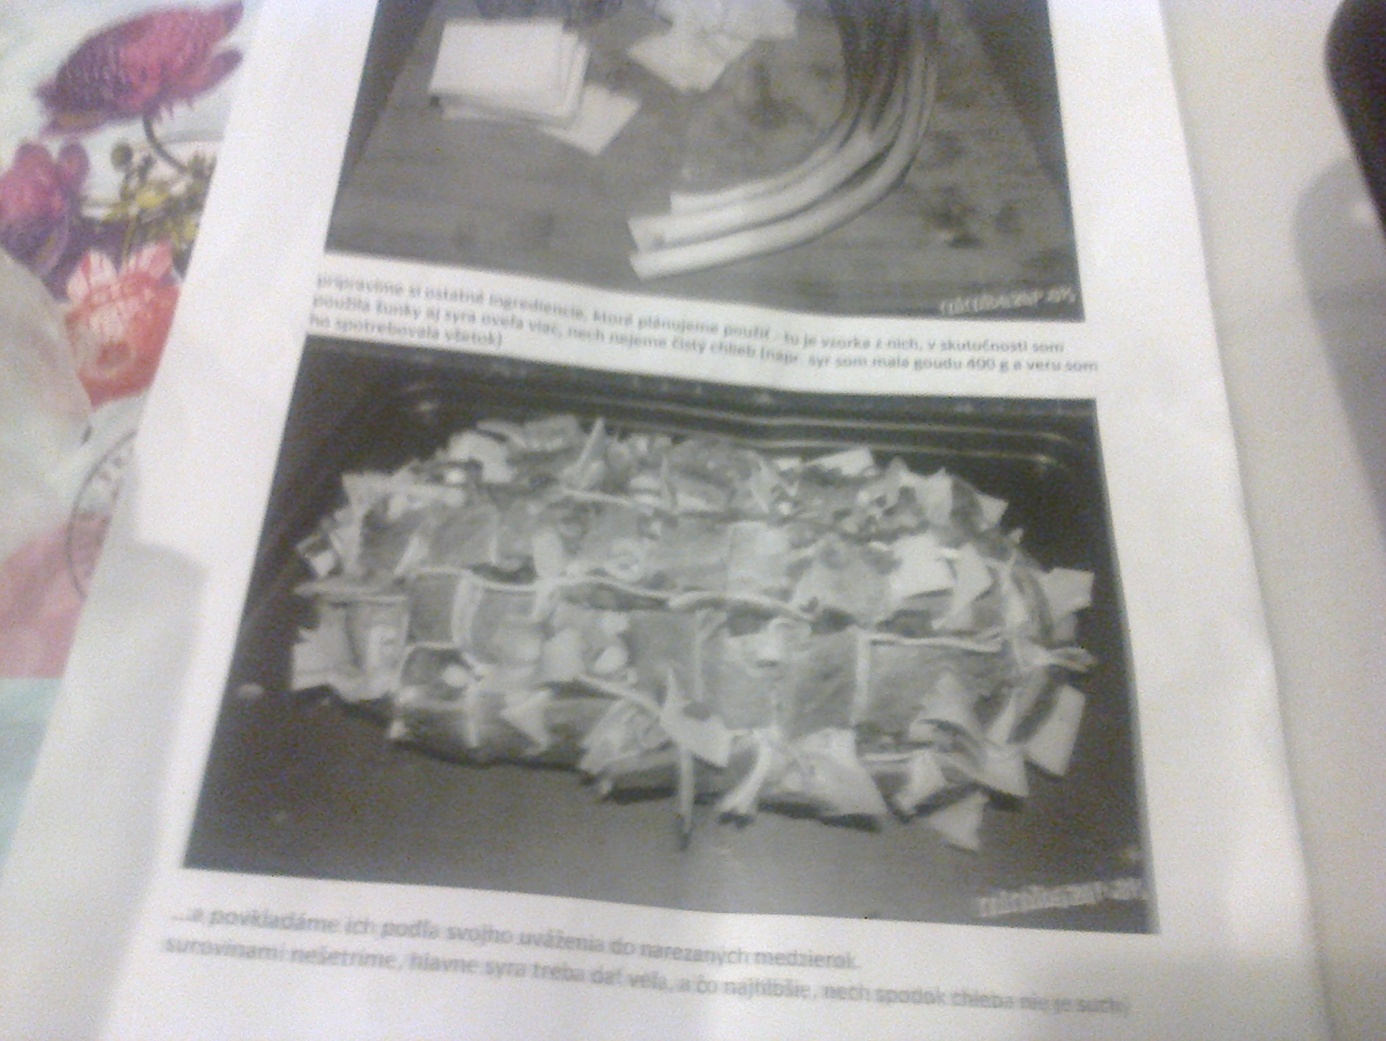 pripravíme si ostatné ingrediencie, ktoré plánujeme použiť - tu je vzorka z nich, v skutočnosti som
použila šunky aj syra oveľa viac, nech nejeme čistý chlieb (napr. syr som mala goudu 400 g a veru som
ho spotrebovala všetok)
...a povkladáme ich podľa svojho uváženia do narezaných medzierok.
surovinami nešetríme, hlavne syra treba dať veľa, a čo najhlbšie, nech spodok chleba nie je suchý